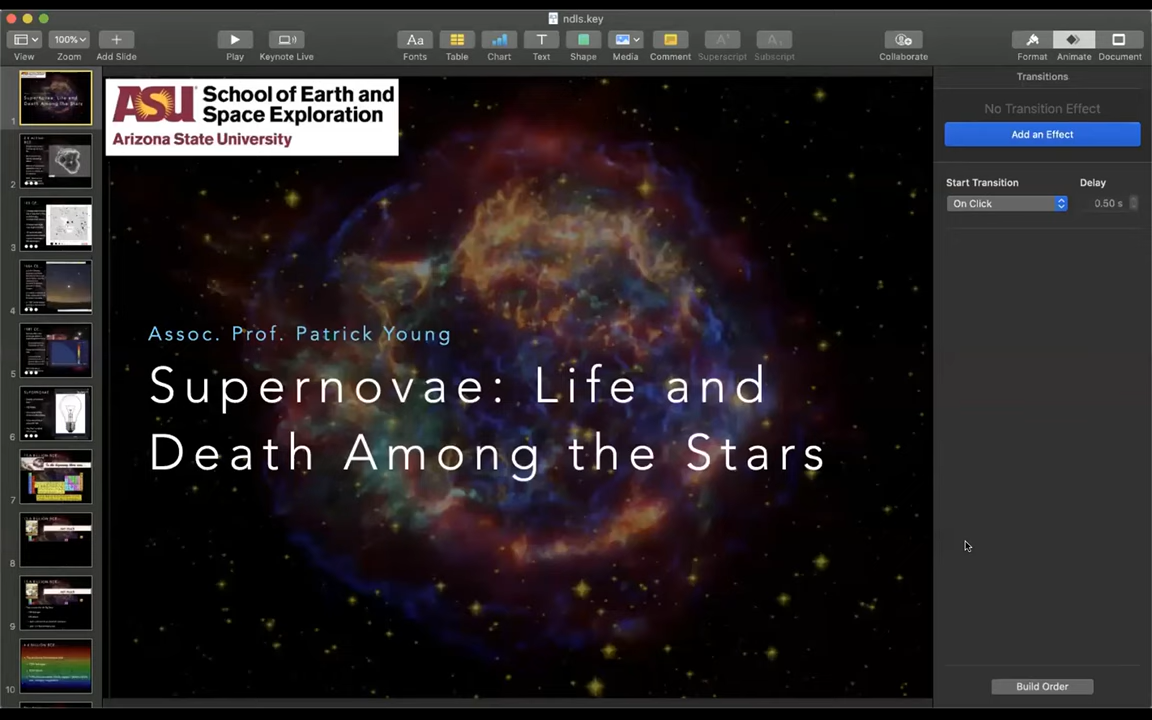 ndls.key
View
100%
Zoom
Add Slide
Play
Keynote Live
Aa
Fonts
Table
Chart
T
Text
Shape
Media
Comment
Superscript
Subscript
Collaborate
Format
Animate
Document
Transitions
No Transition Effect
Add an Effect
Start Transition
Delay
On Click
0.50 s
Build Order
1
2
3
4
5
6
7
8
9
10
ASU School of Earth and
Space Exploration
Arizona State University
Assoc. Prof. Patrick Young
Supernovae: Life and
Death Among the Stars